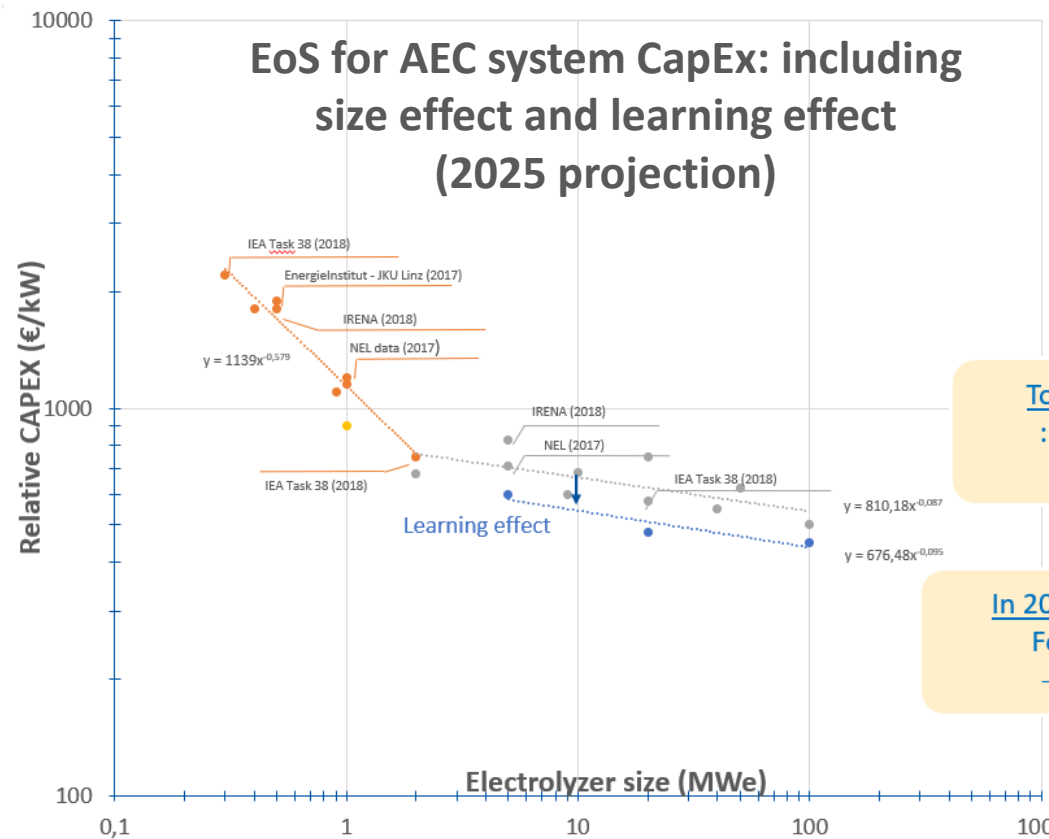 EoS for AEC system CapEx: including
size effect and learning effect
(2025 projection)
Relative CAPEX (€/kW)
10000
1000
100
IEA Task 38 (2018)
EnergieInstitut - JKU Linz (2017)
IRENA (2018)
NEL data (2017)
y = 1139x-0,579
IRENA (2018)
NEL (2017)
IEA Task 38 (2018)
IEA Task 38 (2018)
y = 810,18x-0,087
Learning effect
y = 676,48x-0,095
To
:
In 20
Fo
Electrolyzer size (MWe)
0,1
1
10
100